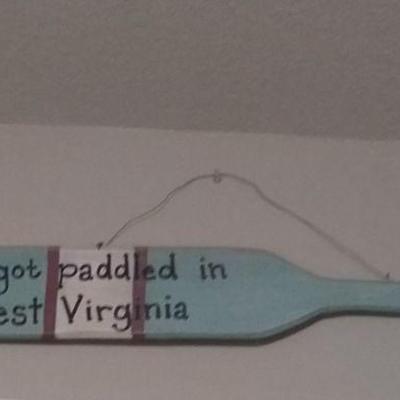 got paddled in
est Virginia